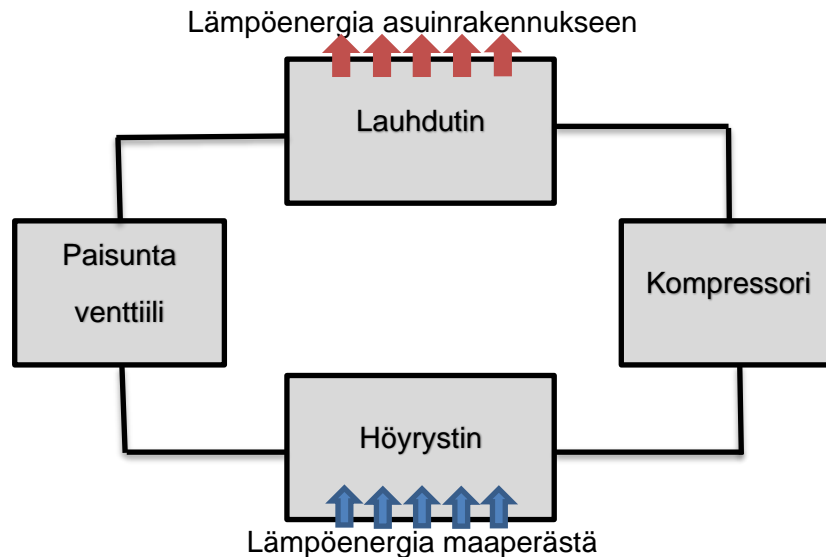 Lämpöenergia asuinrakennukseen
Lauhdutin
Paisunta
venttiili
Kompressori
Höyrystin
Lämpöenergia maaperästä